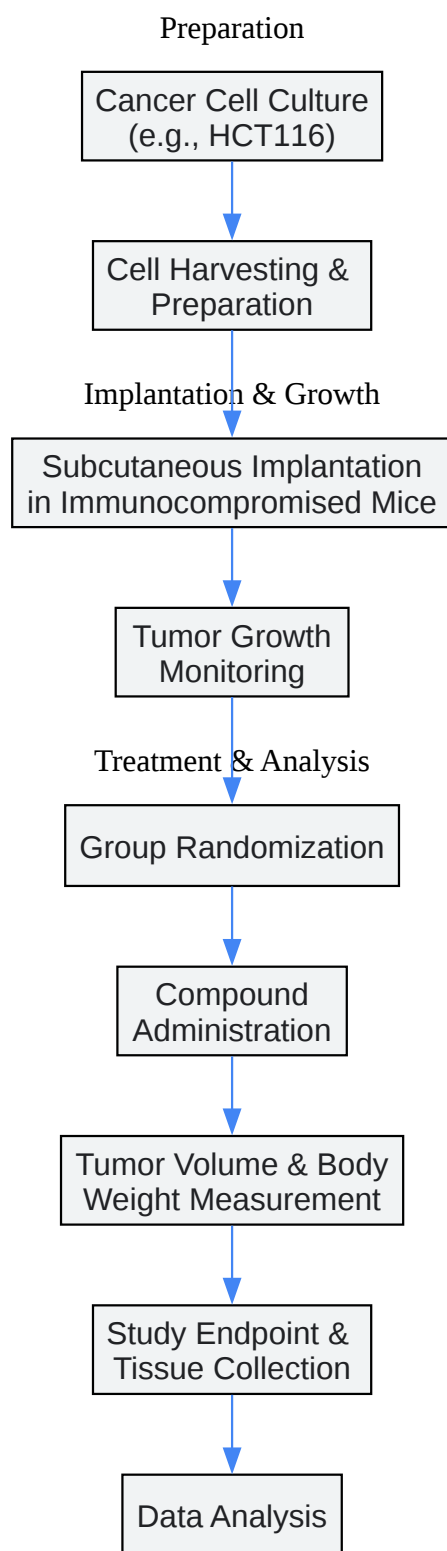 Preparation
Cancer Cell Culture
(e.g., HCT116)
Cell Harvesting &
Preparation
Implantation & Growth
Subcutaneous Implantation
in Immunocompromised Mice
Tumor Growth
Monitoring
Treatment & Analysis
Group Randomization
Compound
Administration
Tumor Volume & Body
Weight Measurement
Study Endpoint &
Tissue Collection
Data Analysis